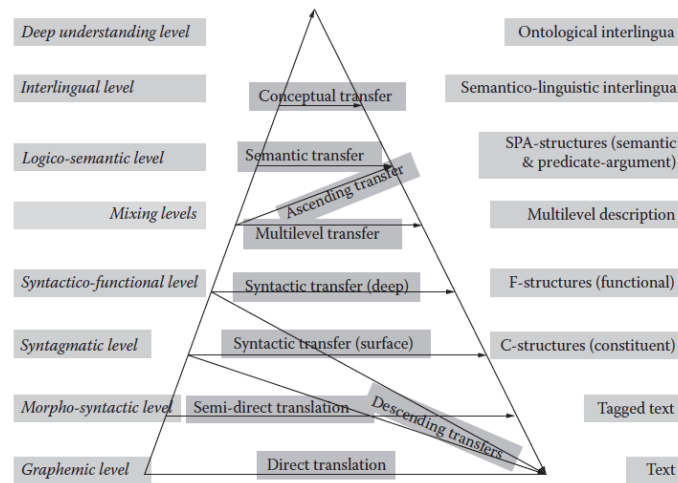 Deep understanding level
Ontological interlingua
Interlingual level
Conceptual transfer
Semantico-linguistic interlingua
Logico-semantic level
Semantic transfer
SPA-structures (semantic
& predicate-argument)
Ascending transfer
Mixing levels
Multilevel transfer
Multilevel description
Syntactico-functional level
Syntactic transfer (deep)
F-structures (functional)
Syntagmatic level
Syntactic transfer (surface)
C-structures (constituent)
Morpho-syntactic level
Semi-direct translation
Descending transfers
Tagged text
Graphemic level
Direct translation
Text